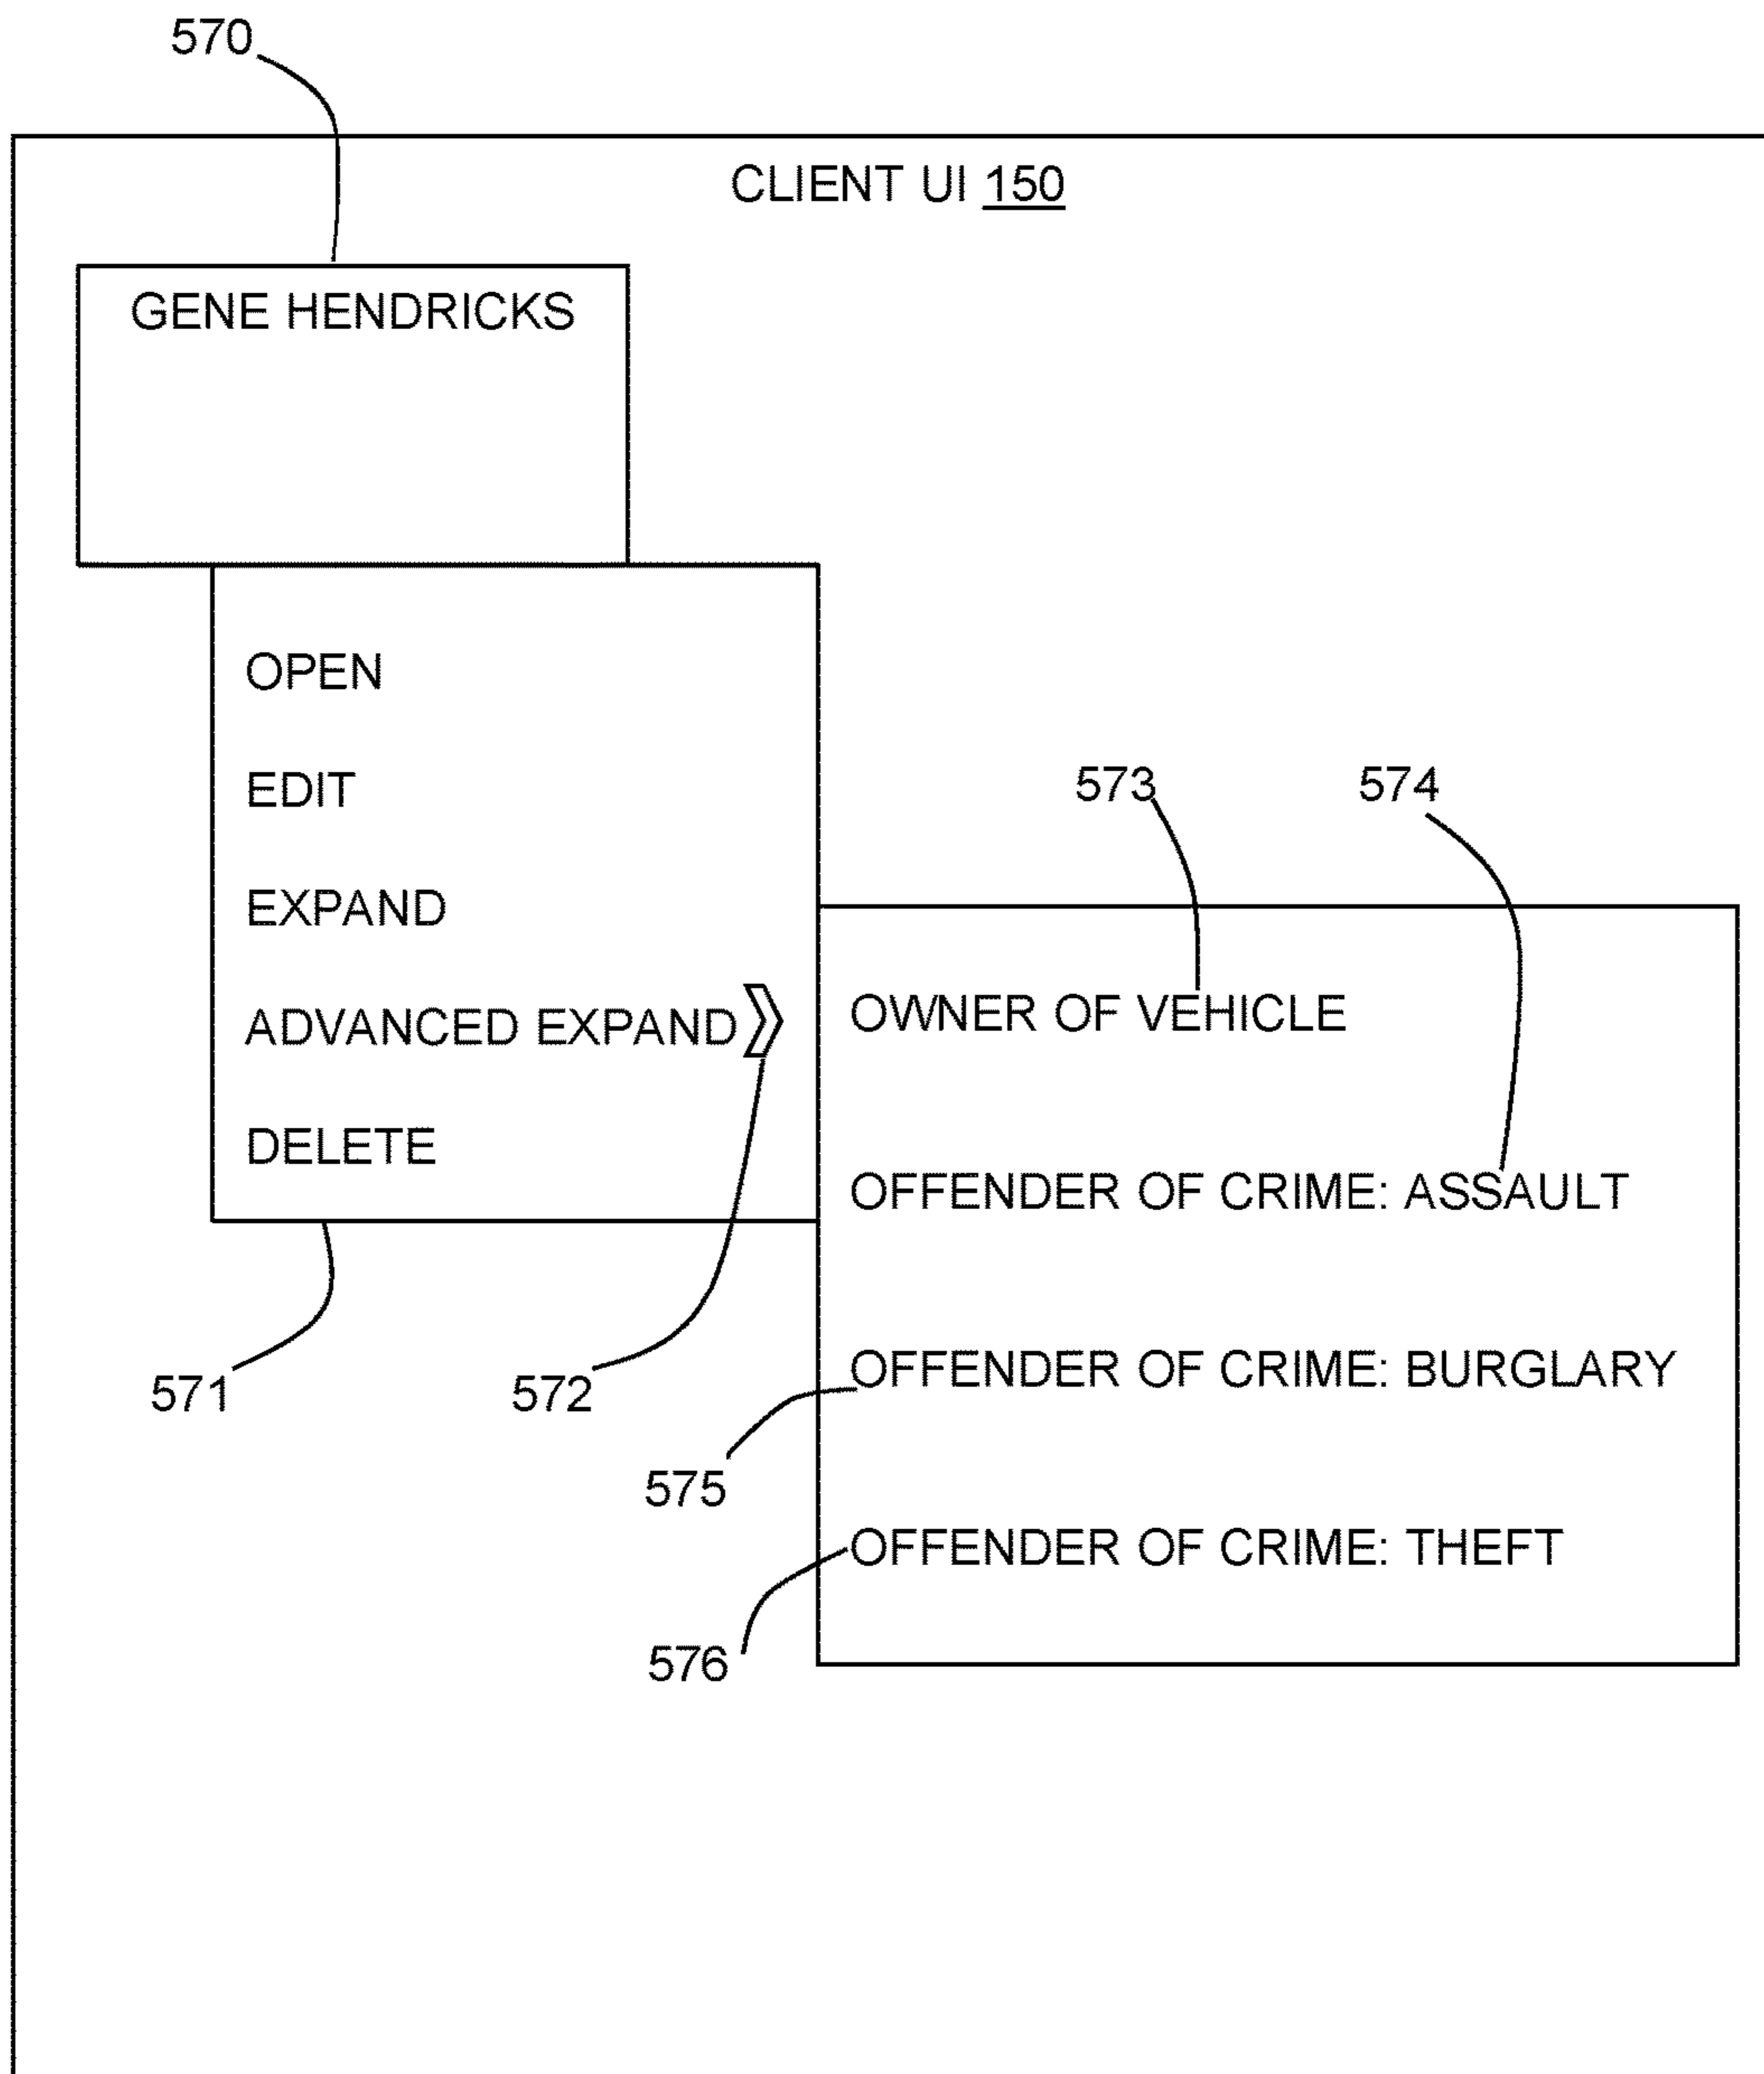 570
CLIENT UI 150
GENE HENDRICKS
OPEN
EDIT
EXPAND
ADVANCED EXPAND
DELETE
573
574
OWNER OF VEHICLE
OFFENDER OF CRIME: ASSAULT
OFFENDER OF CRIME: BURGLARY
OFFENDER OF CRIME: THEFT
571
572
575
576